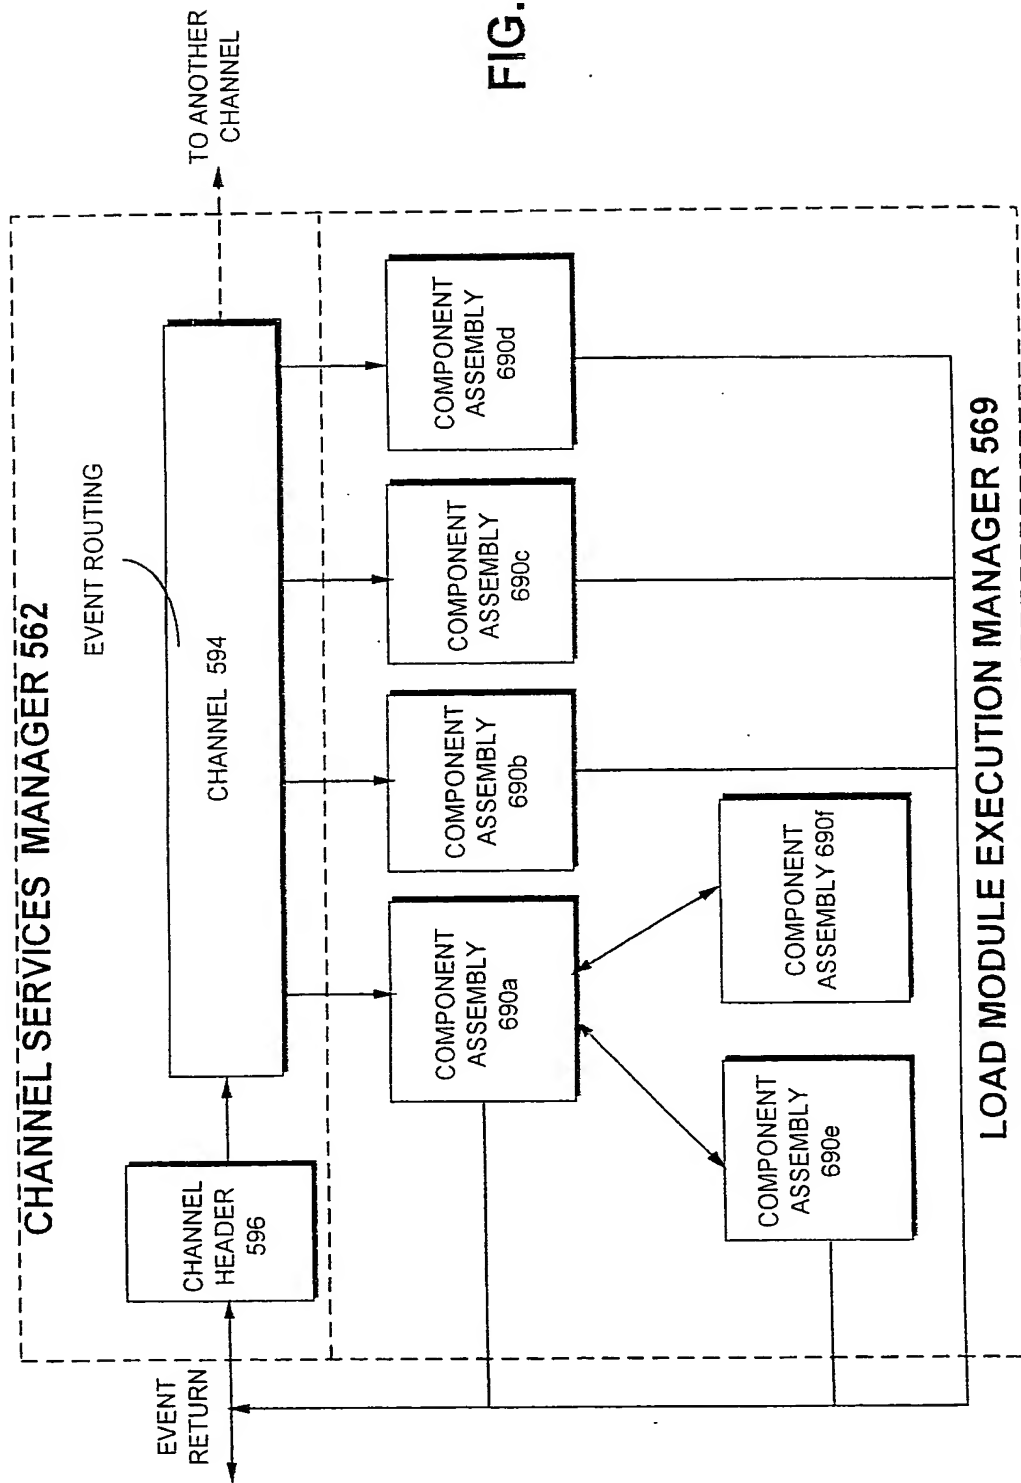 CHANNEL SERVICES MANAGER 562
EVENT ROUTING
TO ANOTHER
CHANNEL
EVENT
RETURN
CHANNEL
HEADER
596
CHANNEL 594
COMPONENT
ASSEMBLY
690a
COMPONENT
ASSEMBLY
690b
COMPONENT
ASSEMBLY
690c
COMPONENT
ASSEMBLY
690d
COMPONENT
ASSEMBLY
690e
COMPONENT
ASSEMBLY 690f
LOAD MODULE EXECUTION MANAGER 569
FIG.